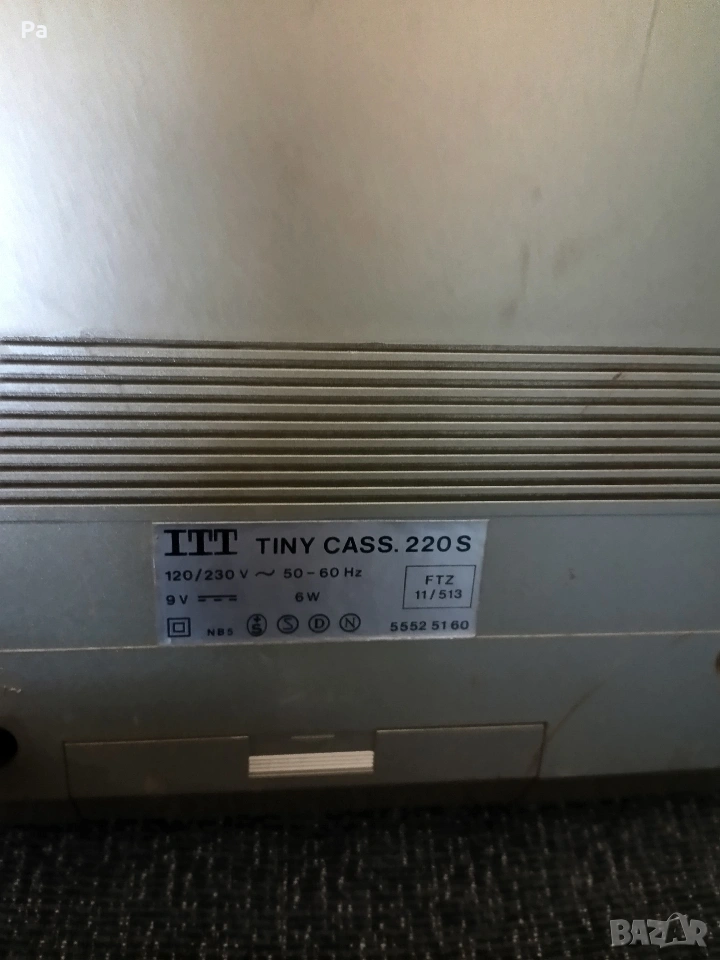 Pa
ITT TINY CASS. 220 S
120/230 V ~ 50-60 Hz
FTZ
11/513
9 V 6 W
NB5 S S D N 5552 51 60
BAZAR